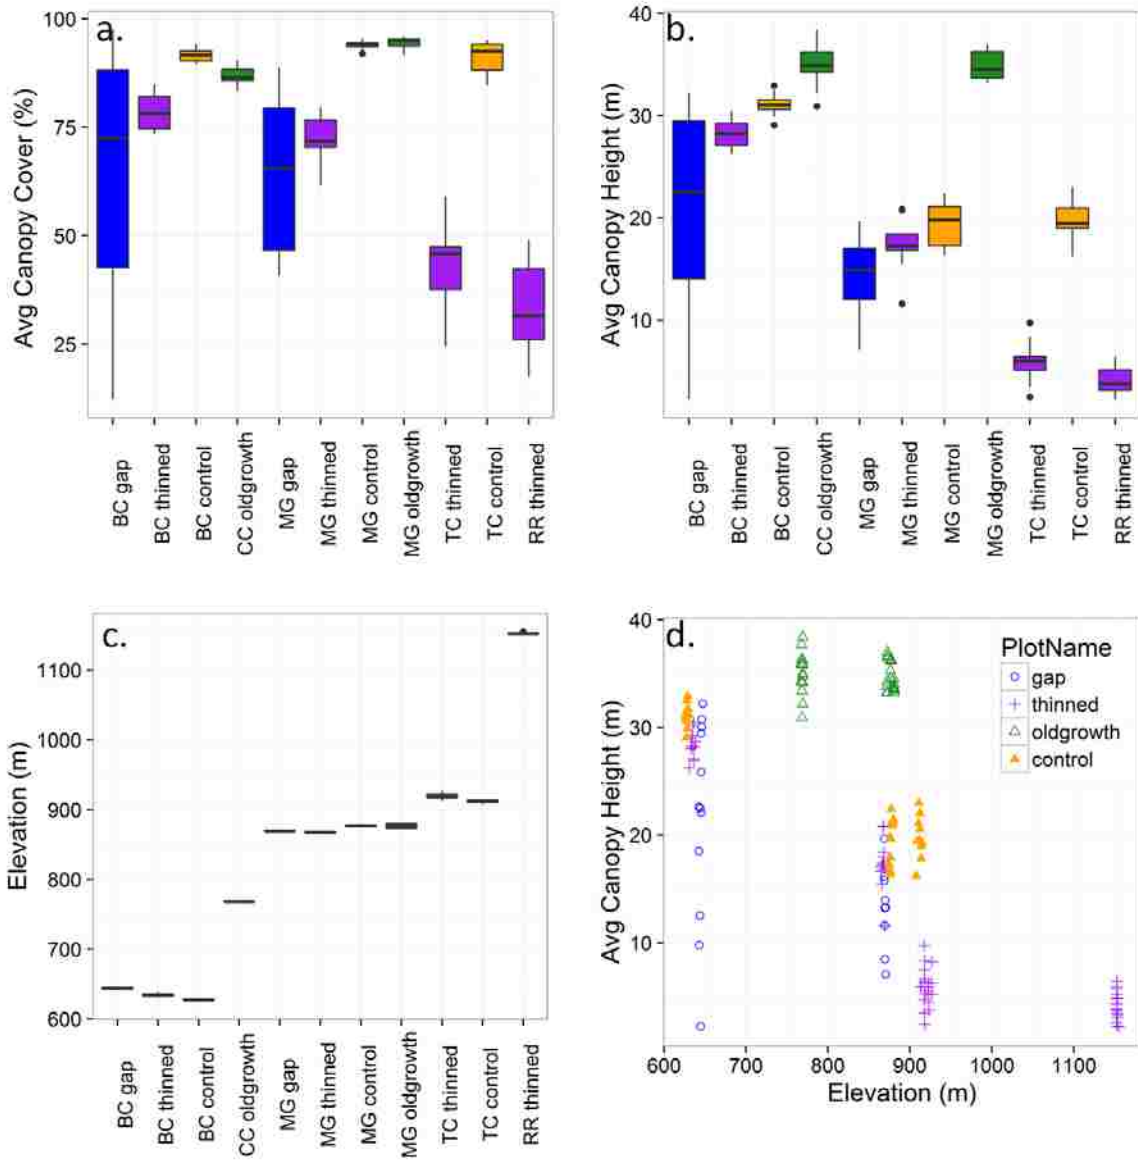 a.
Avg Canopy Cover (%)
100
75
50
25
BC gap
BC thinned
BC control
CC oldgrowth
MG gap
MG thinned
MG control
MG oldgrowth
TC thinned
TC control
RR thinned
b.
Avg Canopy Height (m)
40
30
20
10
BC gap
BC thinned
BC control
CC oldgrowth
MG gap
MG thinned
MG control
MG oldgrowth
TC thinned
TC control
RR thinned
c.
Elevation (m)
1100
1000
900
800
700
600
BC gap
BC thinned
BC control
CC oldgrowth
MG gap
MG thinned
MG control
MG oldgrowth
TC thinned
TC control
RR thinned
d.
Avg Canopy Height (m)
40
30
20
10
PlotName
gap
thinned
oldgrowth
control
600 700 800 900 1000 1100
Elevation (m)